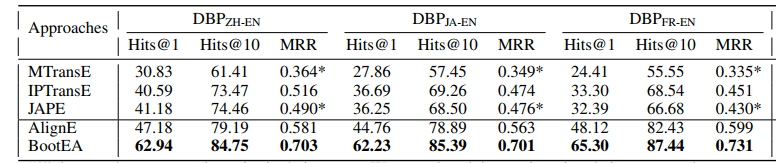 Approaches DBP ZH-EN DBP JA-EN DBP FR-EN
Hits@1 Hits@10 MRR Hits@1 Hits@10 MRR Hits@1 Hits@10 MRR
MTransE 30.83 61.41 0.364* 27.86 57.45 0.349* 24.41 55.55 0.335*
IPTransE 40.59 73.47 0.516 36.69 69.26 0.474 33.30 68.54 0.451
JAPE 41.18 74.46 0.490* 36.25 68.50 0.476* 32.39 66.68 0.430*
AlignE 47.18 79.19 0.581 44.76 78.89 0.563 48.12 82.43 0.599
BootEA 62.94 84.75 0.703 62.23 85.39 0.701 65.30 87.44 0.731